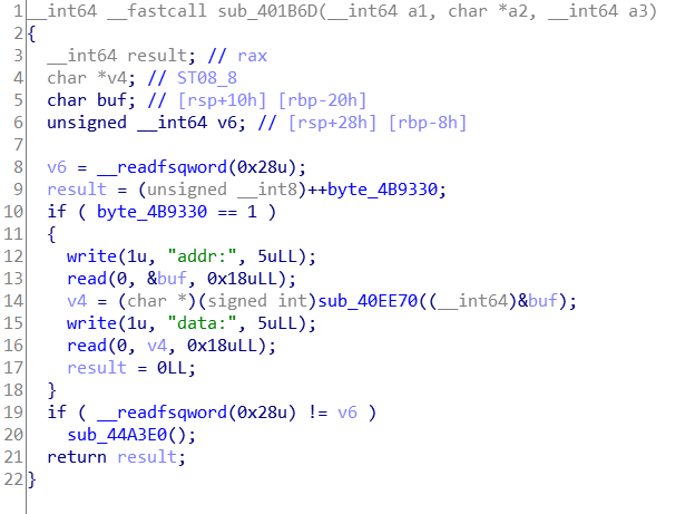 1 __int64 __fastcall sub_401B6D(__int64 a1, char *a2, __int64 a3)
2 {
3   __int64 result; // rax
4   char *v4; // ST08_8
5   char buf; // [rsp+10h] [rbp-20h]
6   unsigned __int64 v6; // [rsp+28h] [rbp-8h]
7
8   v6 = __readfsqword(0x28u);
9   result = (unsigned __int8)++byte_4B9330;
10   if ( byte_4B9330 == 1 )
11   {
12     write(1u, "addr:", 5uLL);
13     read(0, &buf, 0x18uLL);
14     v4 = (char *)(signed int)sub_40EE70((__int64)&buf);
15     write(1u, "data:", 5uLL);
16     read(0, v4, 0x18uLL);
17     result = 0LL;
18   }
19   if ( __readfsqword(0x28u) != v6 )
20     sub_44A3E0();
21   return result;
22 }